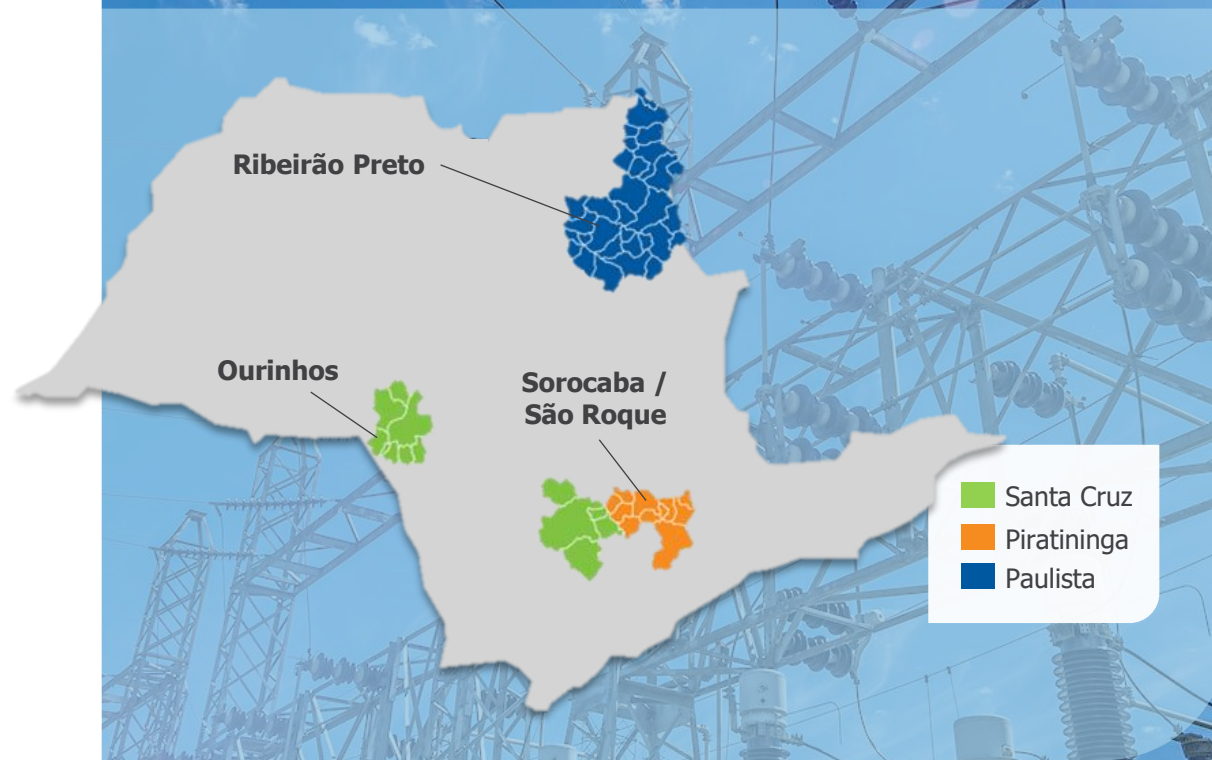 Ribeirão Preto
Ourinhos
Sorocaba /
São Roque
Santa Cruz
Piratininga
Paulista